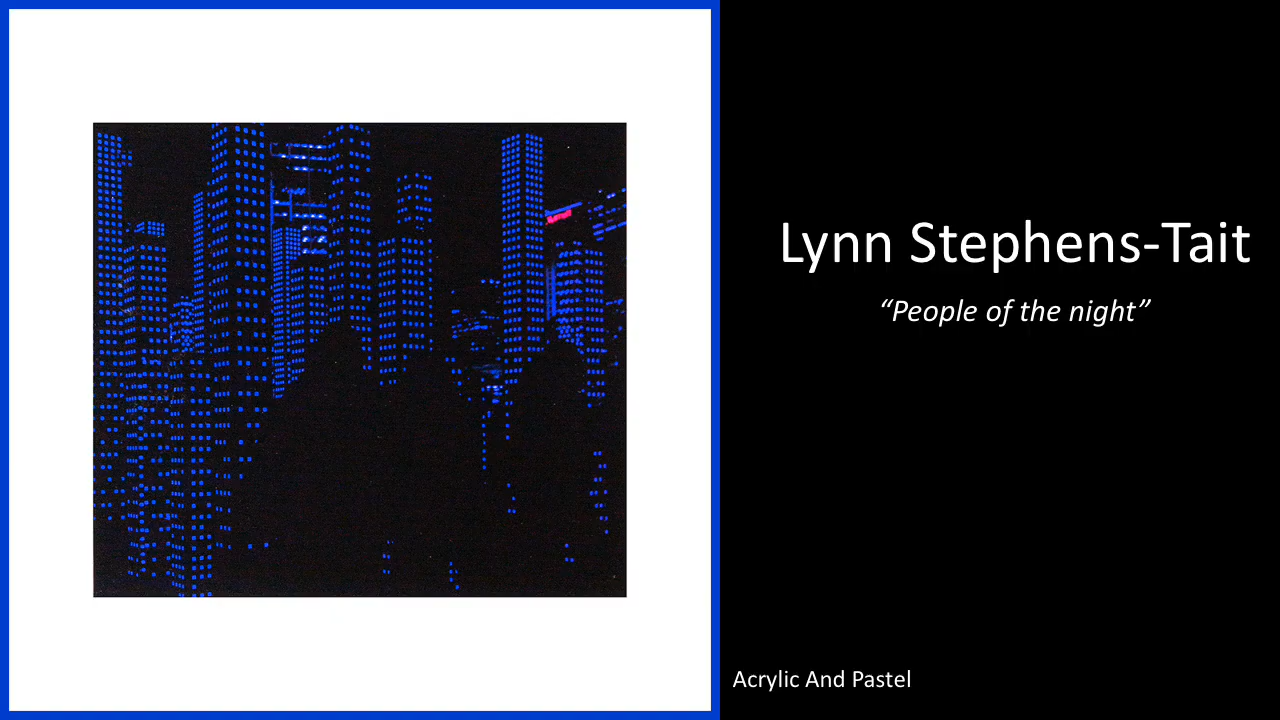 Lynn Stephens-Tait
“People of the night”
Acrylic And Pastel